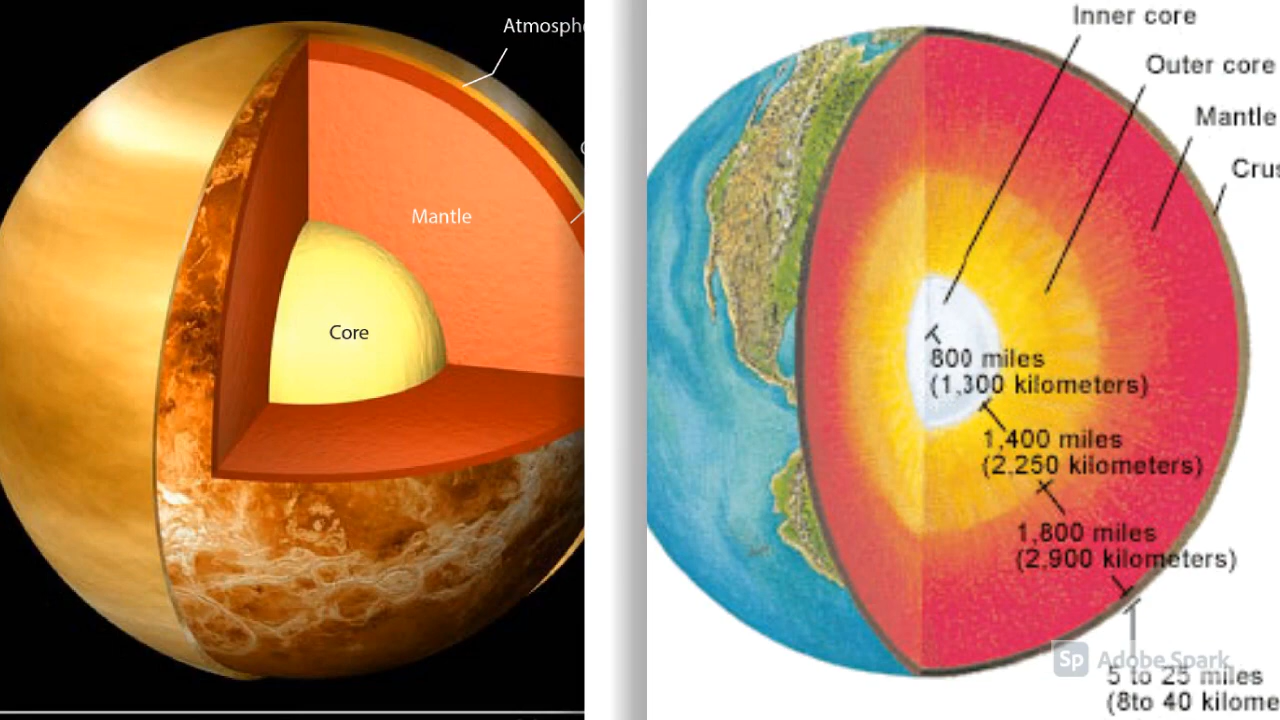 Atmosph
Mantle
Core
Inner core
Outer core
Mantle
Crus
800 miles
(1,300 kilometers)
1,400 miles
(2,250 kilometers)
1,800 miles
(2,900 kilometers)
Sp Adobe Spark
5 to 25 miles
(8to 40 kilome